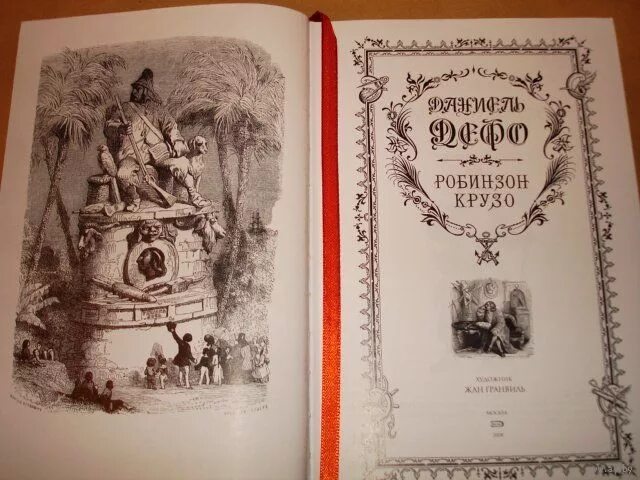 ДАНИЕЛЬ
ДЕФО
РОБИНЗОН
КРУЗО
ХУДОЖНИК
ЖАН ГРАНВИЛЬ
МОСКВА